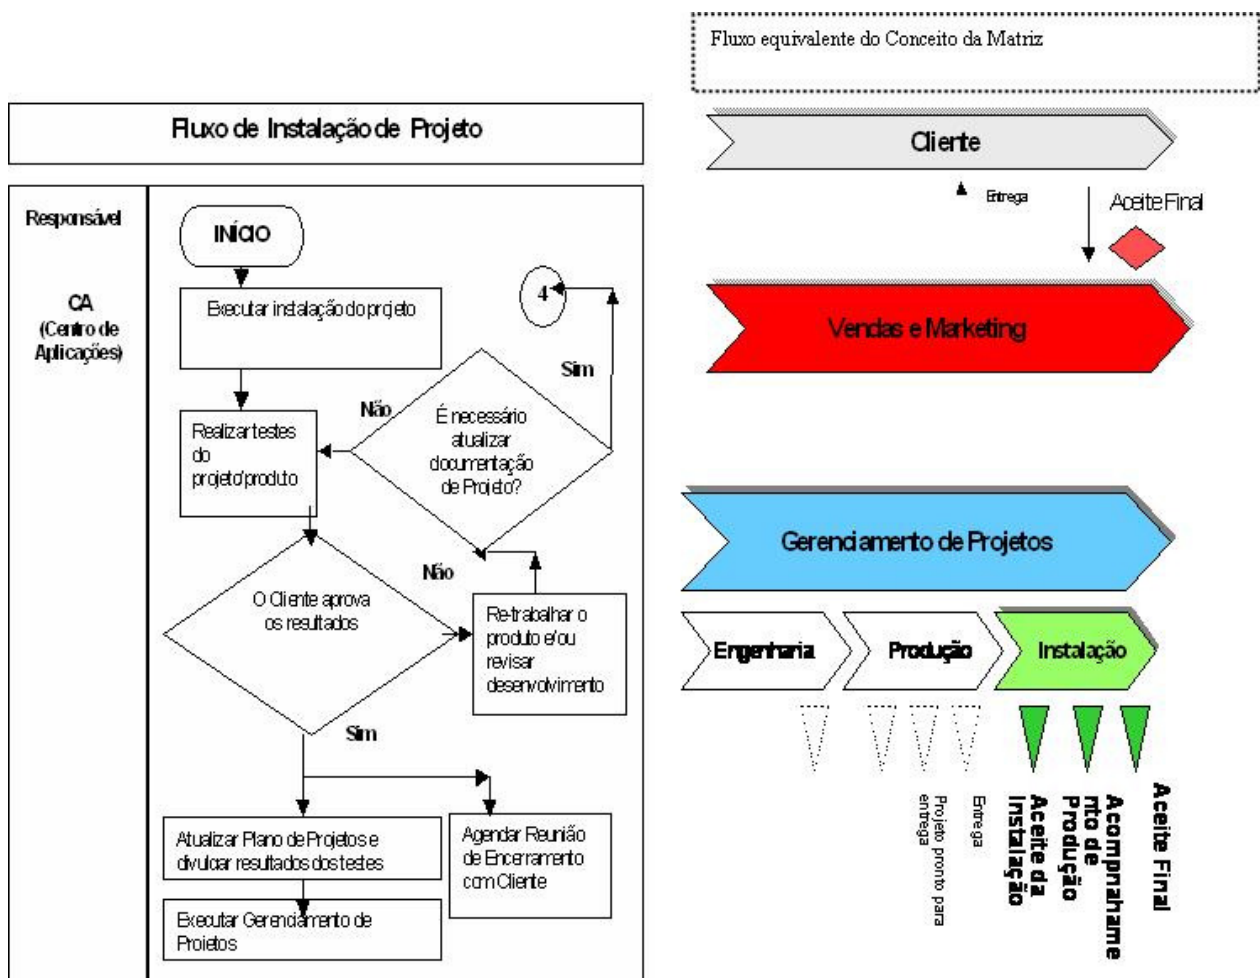 Fluxo equivalente do Conceito da Matriz
Fluxo de Instalação de Projeto
Responsável
CA
(Centro de
Aplicações)
INÍCIO
Executar instalação do projeto
4
Sim
Não
É necessário
atualizar
documentação
de Projeto?
Realizar testes
do
projeto/produto
Não
O Cliente aprova
os resultados
Re-trabalhar o
produto e/ou
revisar
desenvolvimento
Sim
Atualizar Plano de Projetos e
divulgar resultados dos testes
Agendar Reunião
de Encerramento
com Cliente
Executar Gerenciamento de
Projetos
Cliente
Entrega
Aceite Final
Vendas e Marketing
Gerenciamento de Projetos
Engenharia
Produção
Instalação
Projeto pronto para
entrega
Entrega
Aceite da
Instalação
Acompnahame
nto de
Produção
Aceite Final